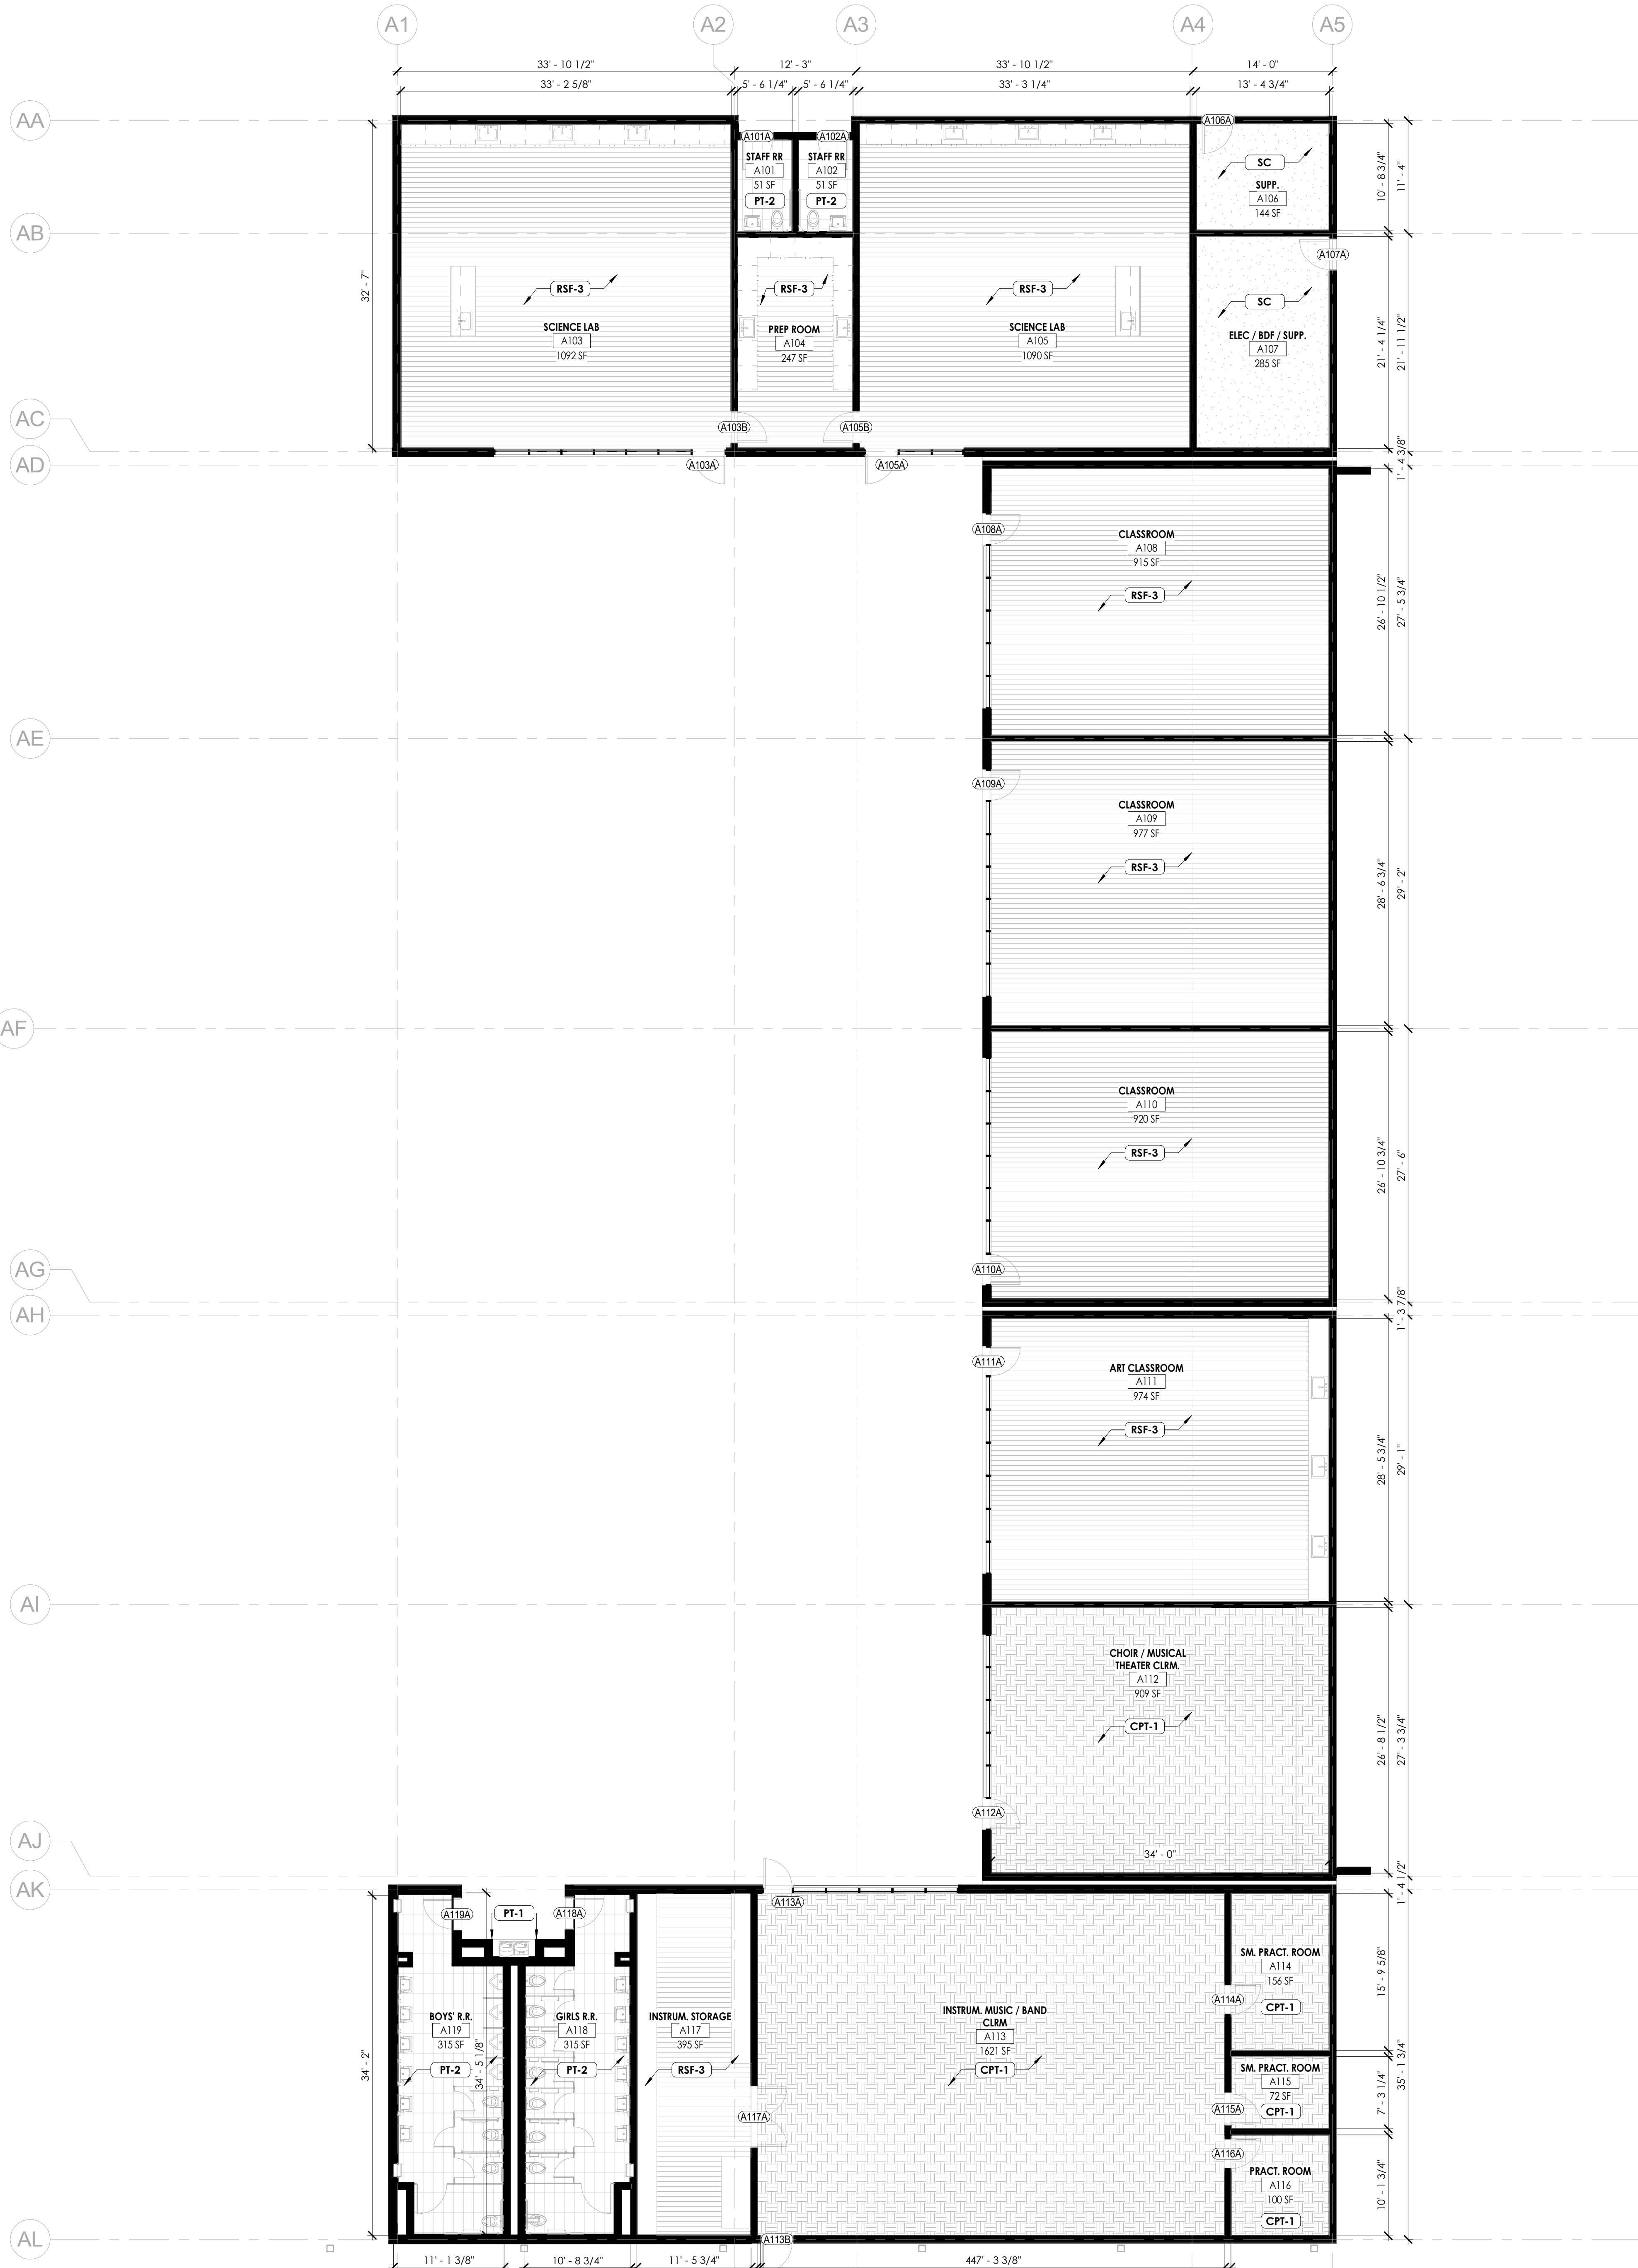 A1
A2
A3
A4
A5
33' - 10 1/2"
12' - 3"
33' - 10 1/2"
14' - 0"
33' - 2 5/8"
5' - 6 1/4"
5' - 6 1/4"
33' - 3 1/4"
13' - 4 3/4"
AA
A101A
A102A
A106A
STAFF RR
A101
51 SF
PT-2
STAFF RR
A102
51 SF
PT-2
SC
SUPP.
A106
144 SF
10' - 8 3/4"
11' - 4"
AB
A107A
32' - 7"
RSF-3
SCIENCE LAB
A103
1092 SF
RSF-3
PREP ROOM
A104
247 SF
RSF-3
SCIENCE LAB
A105
1090 SF
SC
ELEC / BDF / SUPP.
A107
285 SF
21' - 4 1/4"
21' - 11 1/2"
AC
A103B
A105B
AD
A103A
A105A
1' - 4 3/8"
A108A
CLASSROOM
A108
915 SF
RSF-3
26' - 10 1/2"
27' - 5 3/4"
AE
A109A
CLASSROOM
A109
977 SF
RSF-3
28' - 6 3/4"
29' - 2"
AF
CLASSROOM
A110
920 SF
RSF-3
26' - 10 3/4"
27' - 6"
AG
A110A
AH
1' - 3 7/8"
A111A
ART CLASSROOM
A111
974 SF
RSF-3
28' - 5 3/4"
29' - 1"
AI
CHOIR / MUSICAL
THEATER CLRM.
A112
909 SF
CPT-1
26' - 8 1/2"
27' - 3 3/4"
A112A
34' - 0"
AJ
AK
1' - 4 1/2"
A119A
PT-1
A118A
A113A
SM. PRACT. ROOM
A114
156 SF
CPT-1
15' - 9 5/8"
A114A
BOYS' R.R.
A119
315 SF
PT-2
GIRLS R.R.
A118
315 SF
PT-2
INSTRUM. STORAGE
A117
395 SF
RSF-3
INSTRUM. MUSIC / BAND
CLRM
A113
1621 SF
CPT-1
34' - 2"
34' - 5 1/8"
35' - 1 3/4"
SM. PRACT. ROOM
A115
72 SF
CPT-1
7' - 3 1/4"
A115A
A117A
A116A
PRACT. ROOM
A116
100 SF
CPT-1
10' - 1 3/4"
AL
A113B
11' - 1 3/8"
10' - 8 3/4"
11' - 5 3/4"
447' - 3 3/8"